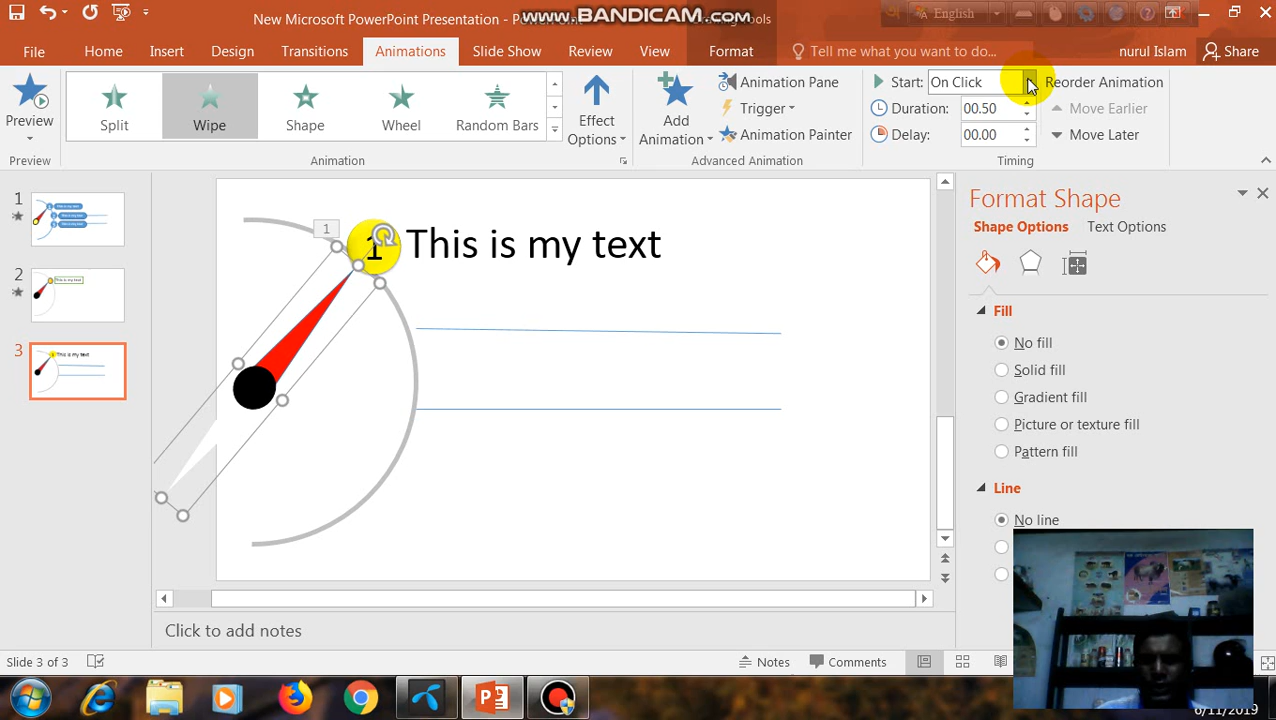 New Microsoft PowerPoint Presentation -
www.BANDICAM.com
English
File
Home
Insert
Design
Transitions
Animations
Slide Show
Review
View
Format
Tell me what you want to do...
nurul Islam
Share
Preview
Split
Wipe
Shape
Wheel
Random Bars
Effect
Options
Add
Animation
Animation Pane
Trigger
Animation Painter
Start: On Click
Duration: 00.50
Delay: 00.00
Reorder Animation
Move Earlier
Move Later
Preview
Animation
Advanced Animation
Timing
1
2
3
1
1
This is my text
Format Shape
Shape Options
Text Options
Fill
No fill
Solid fill
Gradient fill
Picture or texture fill
Pattern fill
Line
No line
Click to add notes
Slide 3 of 3
Notes
Comments
8/11/2019